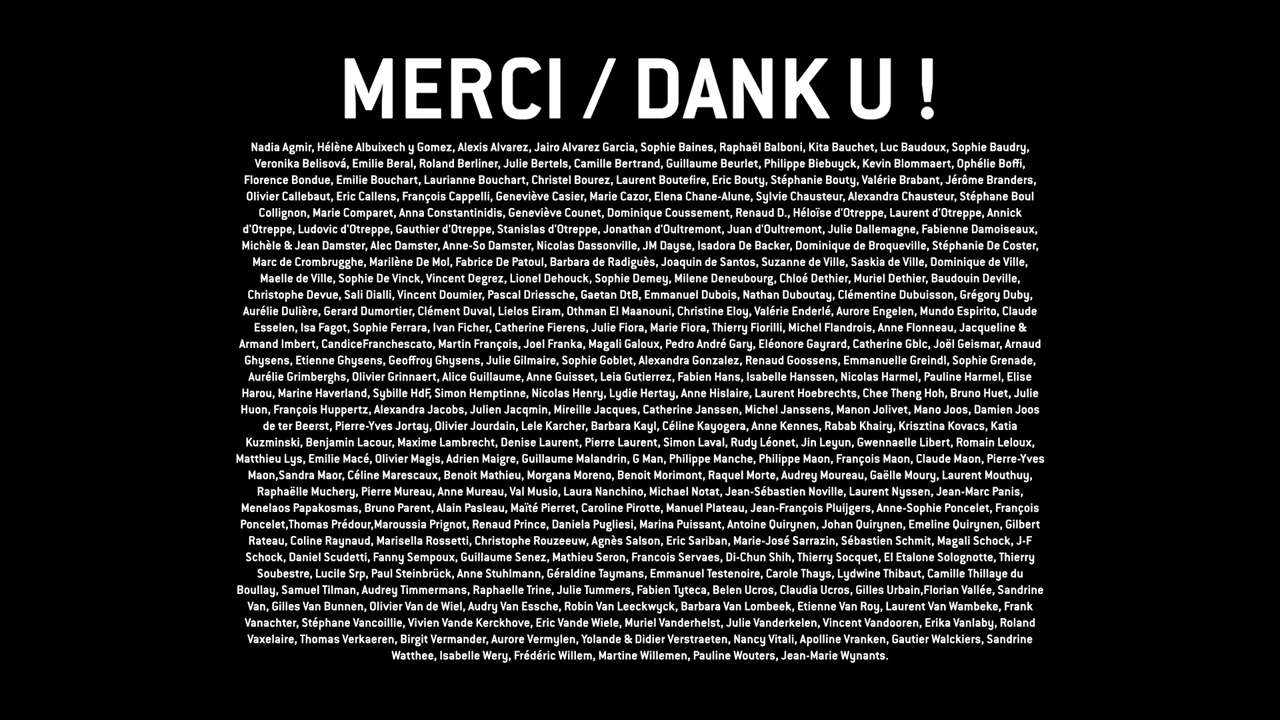 MERCI / DANK U !
Nadia Agmir, Hélène Albuixech y Gomez, Alexis Alvarez, Jairo Alvarez Garcia, Sophie Baines, Raphaël Balboni, Kita Bauchet, Luc Baudoux, Sophie Baudry,
Veronika Belisová, Emilie Beral, Roland Berliner, Julie Bertels, Camille Bertrand, Guillaume Beurlet, Philippe Biebuyck, Kevin Blommaert, Ophélie Boffi,
Florence Bondue, Emilie Bouchart, Laurianne Bouchart, Christel Bourez, Laurent Boutefire, Eric Bouty, Stéphanie Bouty, Valérie Brabant, Jérôme Branders,
Olivier Callebaut, Eric Callens, François Cappelli, Geneviève Casier, Marie Cazor, Elena Chane-Alune, Sylvie Chausteur, Alexandra Chausteur, Stéphane Boul
Collignon, Marie Comparet, Anna Constantinidis, Geneviève Counet, Dominique Coussement, Renaud D., Héloïse d'Otreppe, Laurent d'Otreppe, Annick
d'Otreppe, Ludovic d'Otreppe, Gauthier d'Otreppe, Stanislas d'Otreppe, Jonathan d'Oultremont, Juan d'Oultremont, Julie Dallemagne, Fabienne Damoiseaux,
Michèle & Jean Damster, Alec Damster, Anne-So Damster, Nicolas Dassonville, JM Dayse, Isadora De Backer, Dominique de Broqueville, Stéphanie De Coster,
Marc de Crombrugghe, Marilène De Mol, Fabrice De Patoul, Barbara de Radiguès, Joaquin de Santos, Suzanne de Ville, Saskia de Ville, Dominique de Ville,
Maelle de Ville, Sophie De Vinck, Vincent Degrez, Lionel Dehouck, Sophie Demey, Milene Deneubourg, Chloé Dethier, Muriel Dethier, Baudouin Deville,
Christophe Devue, Sali Dialli, Vincent Doumier, Pascal Driessche, Gaetan DtB, Emmanuel Dubois, Nathan Duboutay, Clémentine Dubuisson, Grégory Duby,
Aurélie Dulière, Gerard Dumortier, Clément Duval, Lielos Eiram, Othman El Maanouni, Christine Eloy, Valérie Enderlé, Aurore Engelen, Mundo Espirito, Claude
Esselen, Isa Fagot, Sophie Ferrara, Ivan Ficher, Catherine Fierens, Julie Fiora, Marie Fiora, Thierry Fiorilli, Michel Flandrois, Anne Flonneau, Jacqueline &
Armand Imbert, CandiceFranchescato, Martin François, Joel Franka, Magali Galoux, Pedro André Gary, Eléonore Gayrard, Catherine Gblc, Joël Geismar, Arnaud
Ghysens, Etienne Ghysens, Geoffroy Ghysens, Julie Gilmaire, Sophie Goblet, Alexandra Gonzalez, Renaud Goossens, Emmanuelle Greindl, Sophie Grenade,
Aurélie Grimberghs, Olivier Grinnaert, Alice Guillaume, Anne Guisset, Leia Gutierrez, Fabien Hans, Isabelle Hanssen, Nicolas Harmel, Pauline Harmel, Elise
Harou, Marine Haverland, Sybille HdF, Simon Hemptinne, Nicolas Henry, Lydie Hertay, Anne Hislaire, Laurent Hoebrechts, Chee Theng Hoh, Bruno Huet, Julie
Huon, François Huppertz, Alexandra Jacobs, Julien Jacqmin, Mireille Jacques, Catherine Janssen, Michel Janssens, Manon Jolivet, Mano Joos, Damien Joos
de ter Beerst, Pierre-Yves Jortay, Olivier Jourdain, Lele Karcher, Barbara Kayl, Céline Kayogera, Anne Kennes, Rabab Khairy, Krisztina Kovacs, Katia
Kuzminski, Benjamin Lacour, Maxime Lambrecht, Denise Laurent, Pierre Laurent, Simon Laval, Rudy Léonet, Jin Leyun, Gwennaelle Libert, Romain Leloux,
Matthieu Lys, Emilie Macé, Olivier Magis, Adrien Maigre, Guillaume Malandrin, G Man, Philippe Manche, Philippe Maon, François Maon, Claude Maon, Pierre-Yves
Maon,Sandra Maor, Céline Marescaux, Benoit Mathieu, Morgana Moreno, Benoit Morimont, Raquel Morte, Audrey Moureau, Gaëlle Moury, Laurent Mouthuy,
Raphaëlle Muchery, Pierre Mureau, Anne Mureau, Val Musio, Laura Nanchino, Michael Notat, Jean-Sébastien Noville, Laurent Nyssen, Jean-Marc Panis,
Menelaos Papakosmas, Bruno Parent, Alain Pasleau, Maïté Pierret, Caroline Pirotte, Manuel Plateau, Jean-François Pluijgers, Anne-Sophie Poncelet, François
Poncelet,Thomas Prédour,Maroussia Prignot, Renaud Prince, Daniela Pugliesi, Marina Puissant, Antoine Quirynen, Johan Quirynen, Emeline Quirynen, Gilbert
Rateau, Coline Raynaud, Marisella Rossetti, Christophe Rouzeeuw, Agnès Salson, Eric Sariban, Marie-José Sarrazin, Sébastien Schmit, Magali Schock, J-F
Schock, Daniel Scudetti, Fanny Sempoux, Guillaume Senez, Mathieu Seron, Francois Servaes, Di-Chun Shih, Thierry Socquet, El Etalone Solognotte, Thierry
Soubestre, Lucile Srp, Paul Steinbrück, Anne Stuhlmann, Géraldine Taymans, Emmanuel Testenoire, Carole Thays, Lydwine Thibaut, Camille Thillaye du
Boullay, Samuel Tilman, Audrey Timmermans, Raphaelle Trine, Julie Tummers, Fabien Tyteca, Belen Ucros, Claudia Ucros, Gilles Urbain,Florian Vallée, Sandrine
Van, Gilles Van Bunnen, Olivier Van de Wiel, Audry Van Essche, Robin Van Leeckwyck, Barbara Van Lombeek, Etienne Van Roy, Laurent Van Wambeke, Frank
Vanachter, Stéphane Vancoillie, Vivien Vande Kerckhove, Eric Vande Wiele, Muriel Vanderhelst, Julie Vanderkelen, Vincent Vandooren, Erika Vanlaby, Roland
Vaxelaire, Thomas Verkaeren, Birgit Vermander, Aurore Vermylen, Yolande & Didier Verstraeten, Nancy Vitali, Apolline Vranken, Gautier Walckiers, Sandrine
Watthee, Isabelle Wery, Frédéric Willem, Martine Willemen, Pauline Wouters, Jean-Marie Wynants.